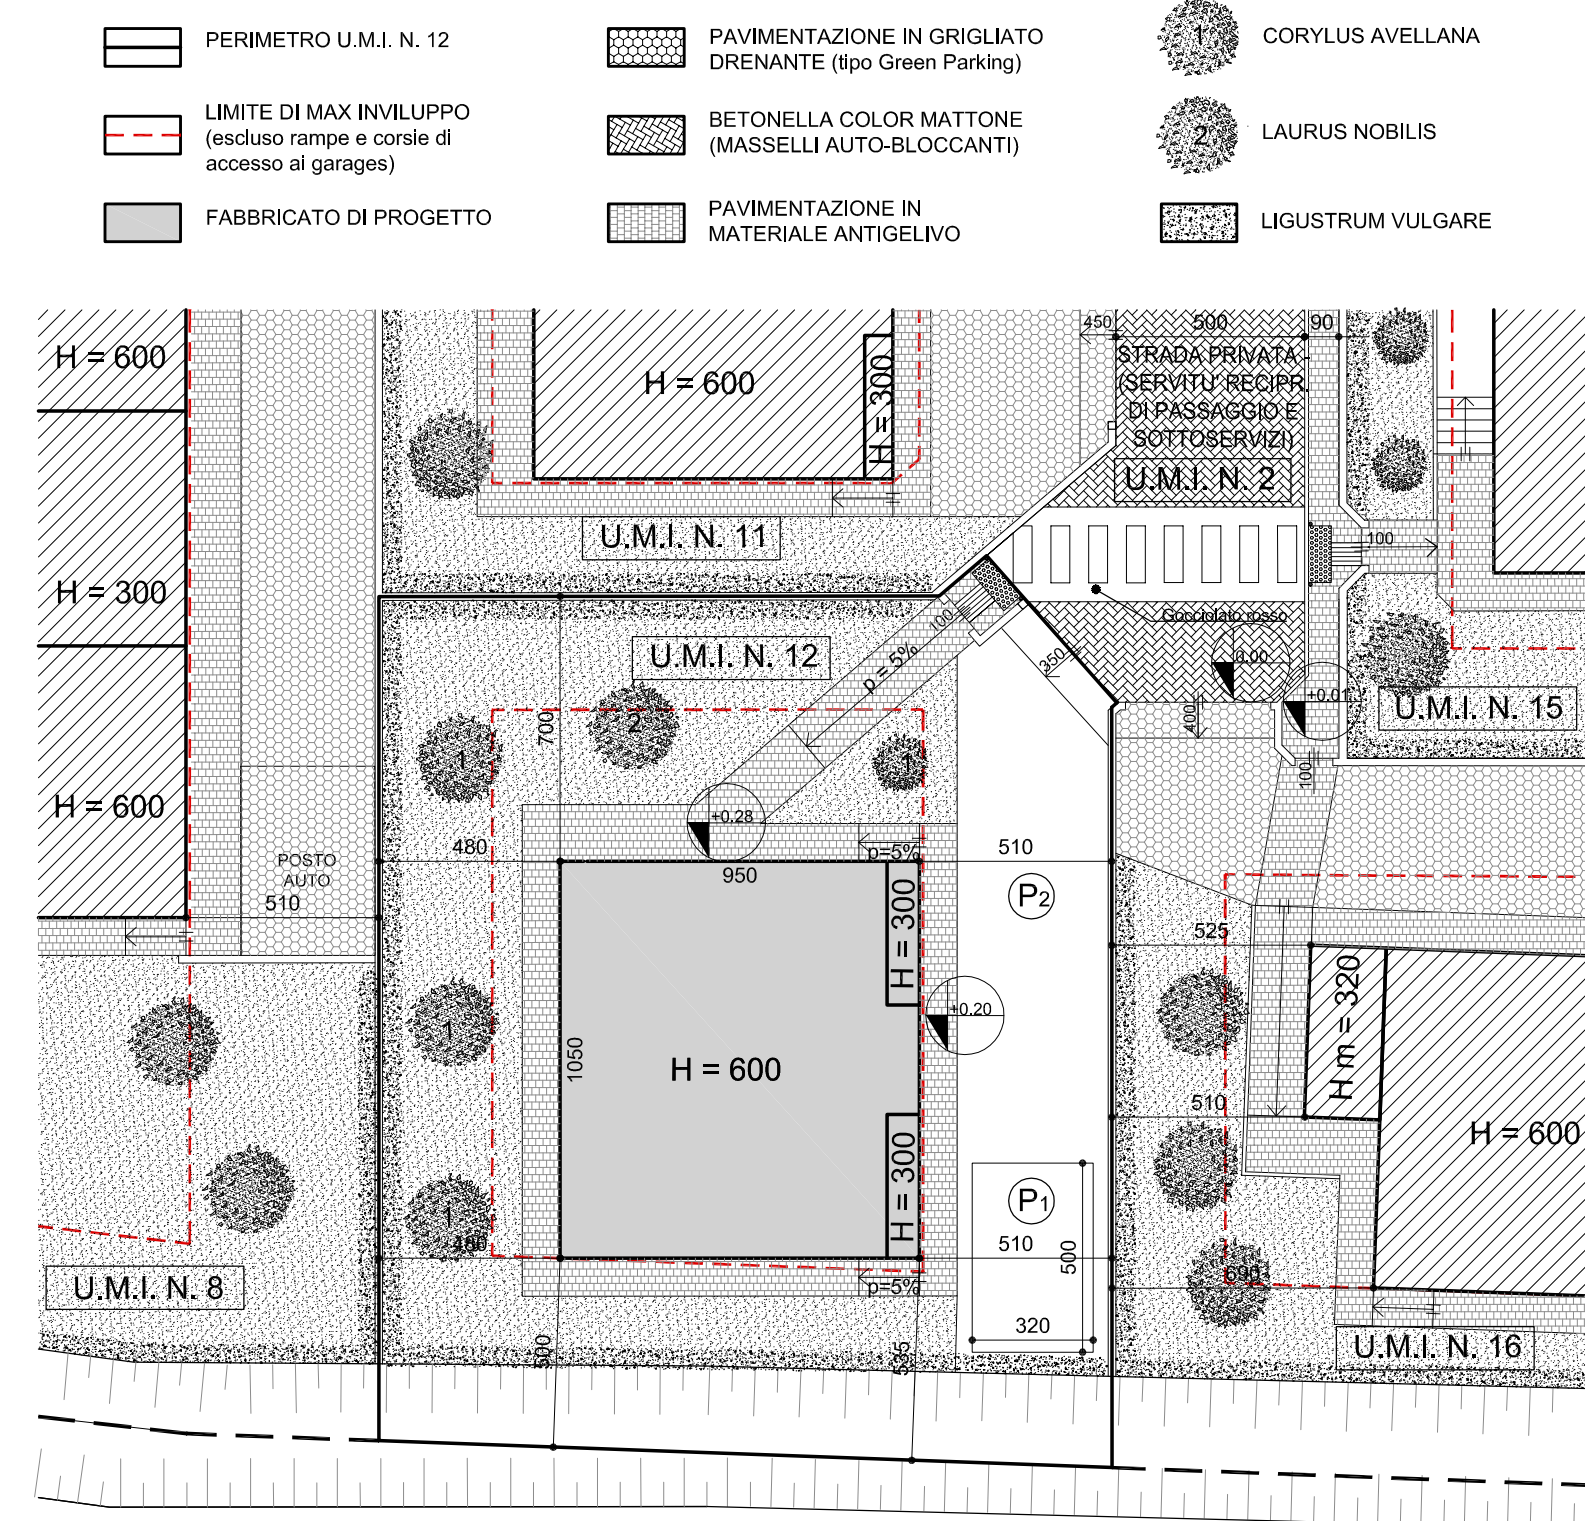 PERIMETRO U.M.I. N. 12
LIMITE DI MAX INVILUPPO
(escluso rampe e corsie di
accesso ai garages)
FABBRICATO DI PROGETTO
PAVIMENTAZIONE IN GRIGLIATO
DRENANTE (tipo Green Parking)
BETONELLA COLOR MATTONE
(MASSELLI AUTO-BLOCCANTI)
PAVIMENTAZIONE IN
MATERIALE ANTIGELIVO
1
CORYLUS AVELLANA
2
LAURUS NOBILIS
LIGUSTRUM VULGARE
H = 600
H = 300
H = 600
POSTO
AUTO
510
U.M.I. N. 8
H = 600
H = 300
U.M.I. N. 11
450
500
90
STRADA PRIVATA -
(SERVITU' RECIPR.
DI PASSAGGIO E
SOTTOSERVIZI)
U.M.I. N. 2
100
Gocciolato rosso
0.00
+0.01
400
100
U.M.I. N. 15
U.M.I. N. 12
100
p = 5%
350
700
2
1
1
+0.28
480
950
p=5%
510
P2
H = 300
1
1050
H = 600
+0.20
H = 300
P1
1
480
510
500
p=5%
320
500
535
525
H m = 320
510
H = 600
690
U.M.I. N. 16